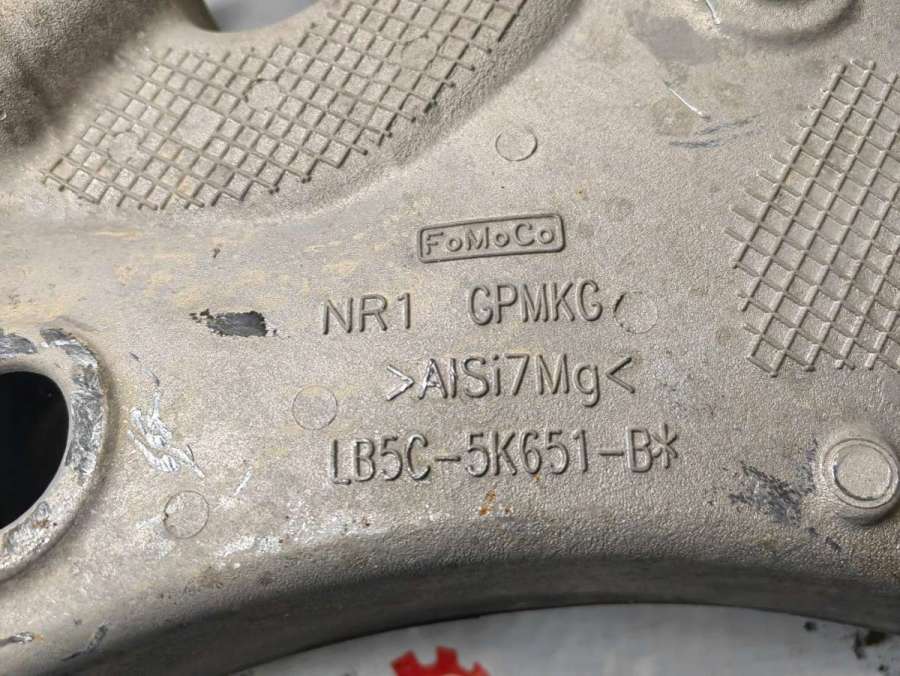 FoMoCo
NR1 GPMKG
>AlSi7Mg<
LB5C-5K651-B*